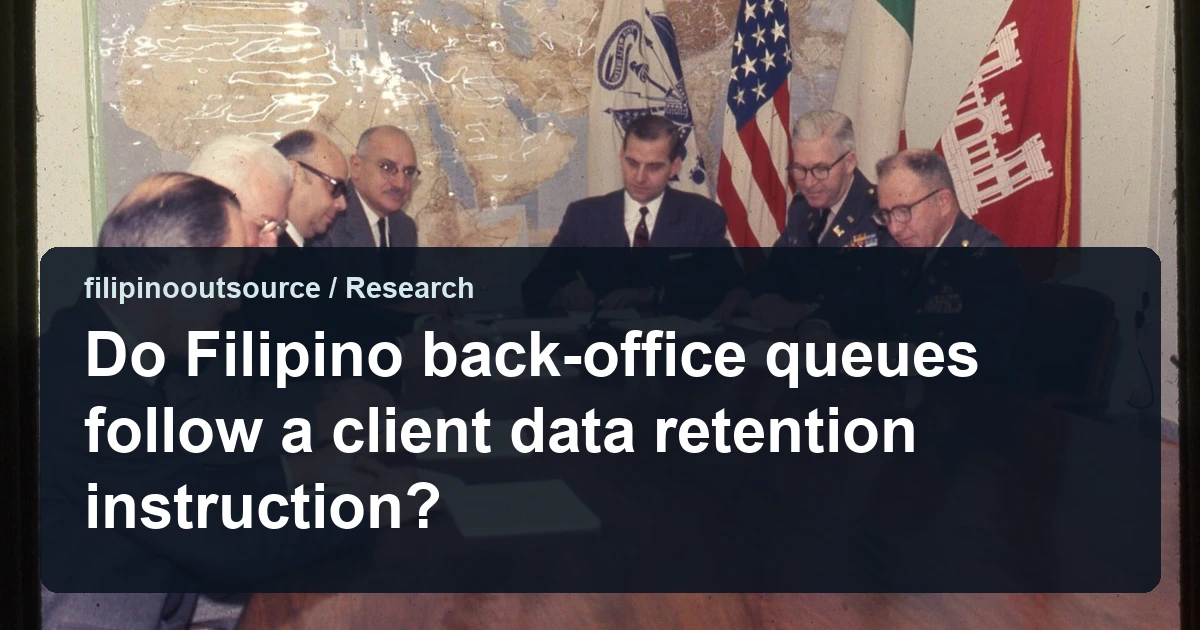 filipinooutsource / Research
Do Filipino back-office queues
follow a client data retention
instruction?